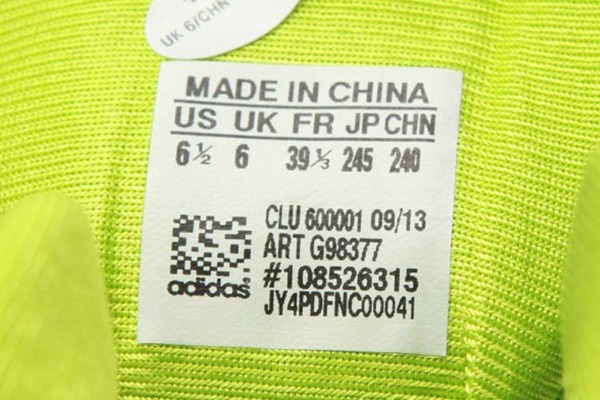 UK 6/CHN
MADE IN CHINA
US UK FR JP CHN
6½ 6 39⅓ 245 240
CLU 600001 09/13
ART G98377
#108526315
adidas
JY4PDFNC00041